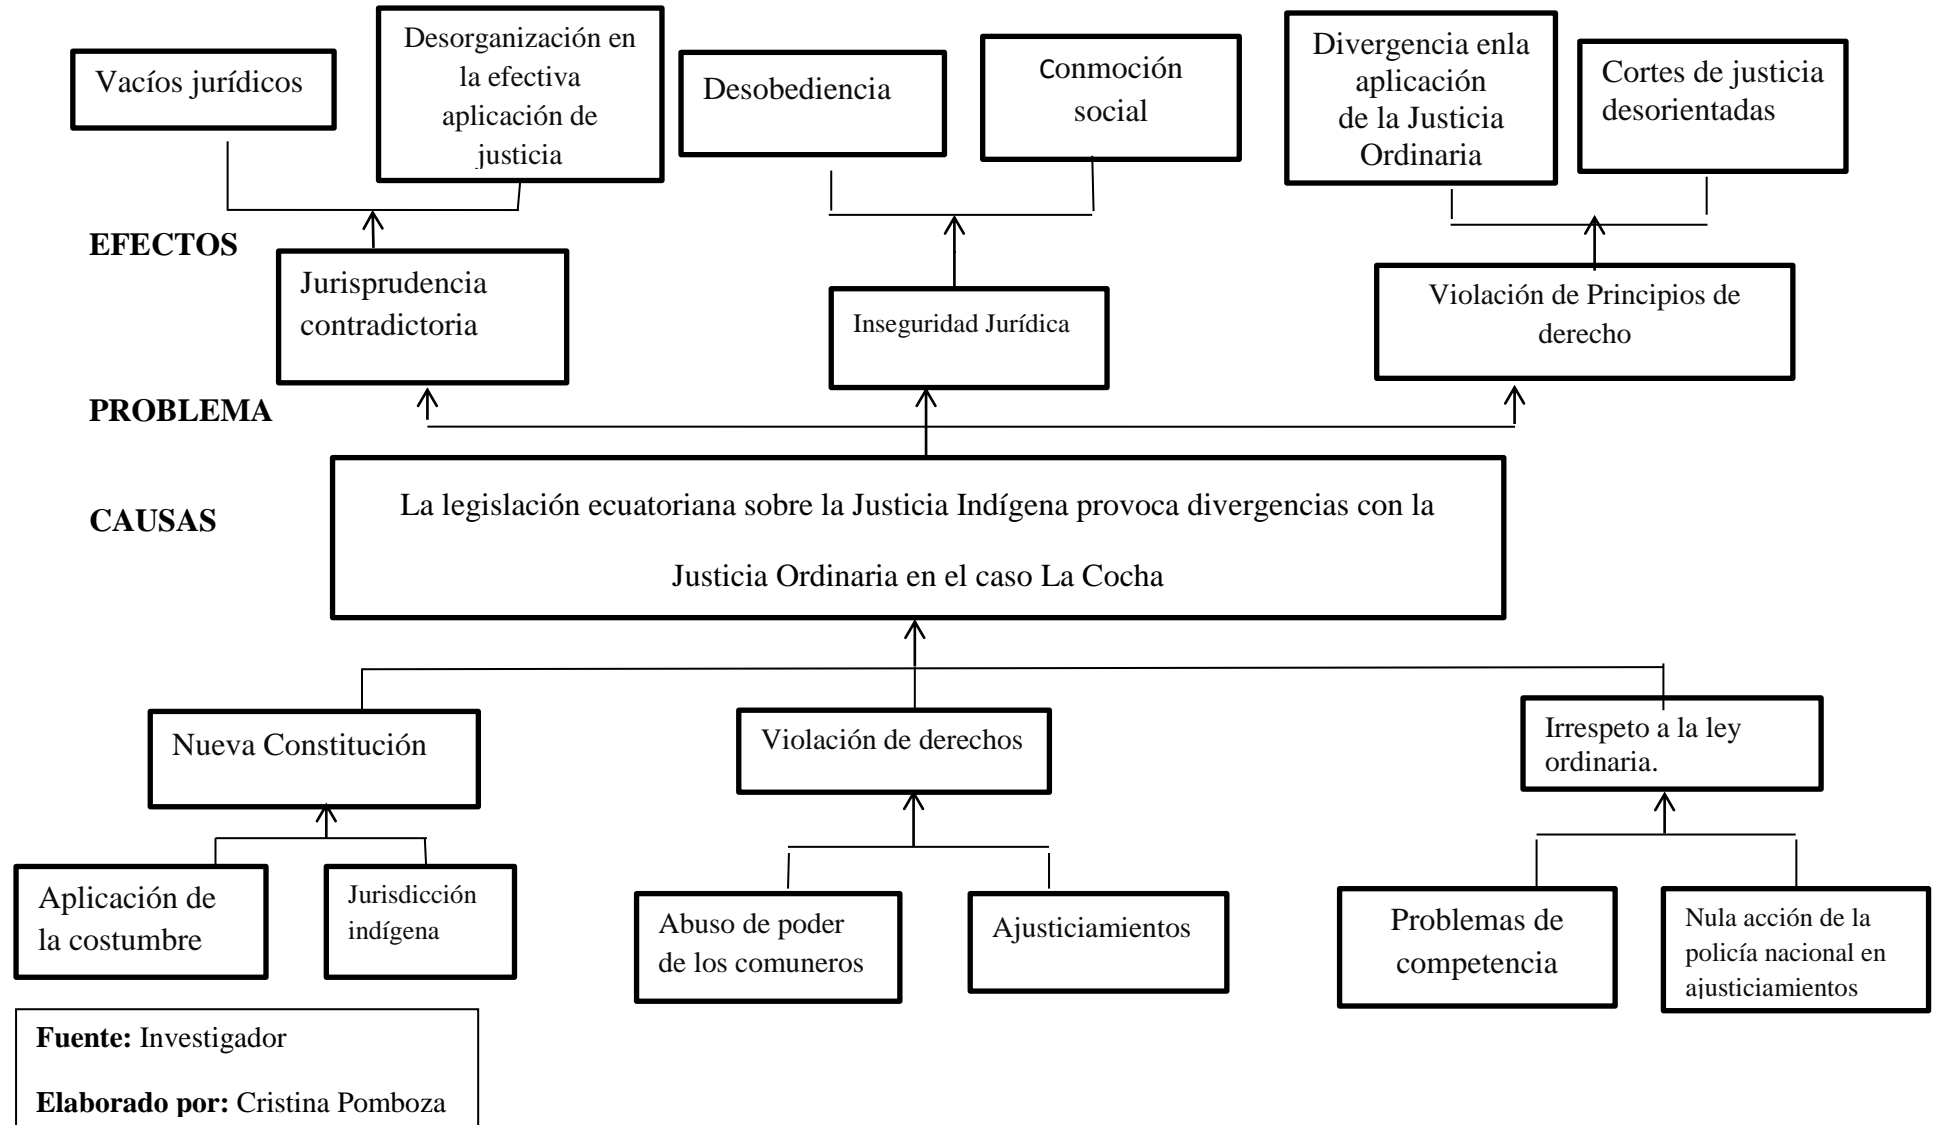 Vacíos jurídicos
Desorganización en
la efectiva
aplicación de
justicia
Desobediencia
Conmoción
social
Divergencia enla
aplicación
de la Justicia
Ordinaria
Cortes de justicia
desorientadas
EFECTOS
Jurisprudencia
contradictoria
Inseguridad Jurídica
Violación de Principios de
derecho
PROBLEMA
La legislación ecuatoriana sobre la Justicia Indígena provoca divergencias con la
Justicia Ordinaria en el caso La Cocha
CAUSAS
Nueva Constitución
Violación de derechos
Irrespeto a la ley
ordinaria.
Aplicación de
la costumbre
Jurisdicción
indígena
Abuso de poder
de los comuneros
Ajusticiamientos
Problemas de
competencia
Nula acción de la
policía nacional en
ajusticiamientos
Fuente: Investigador
Elaborado por: Cristina Pomboza